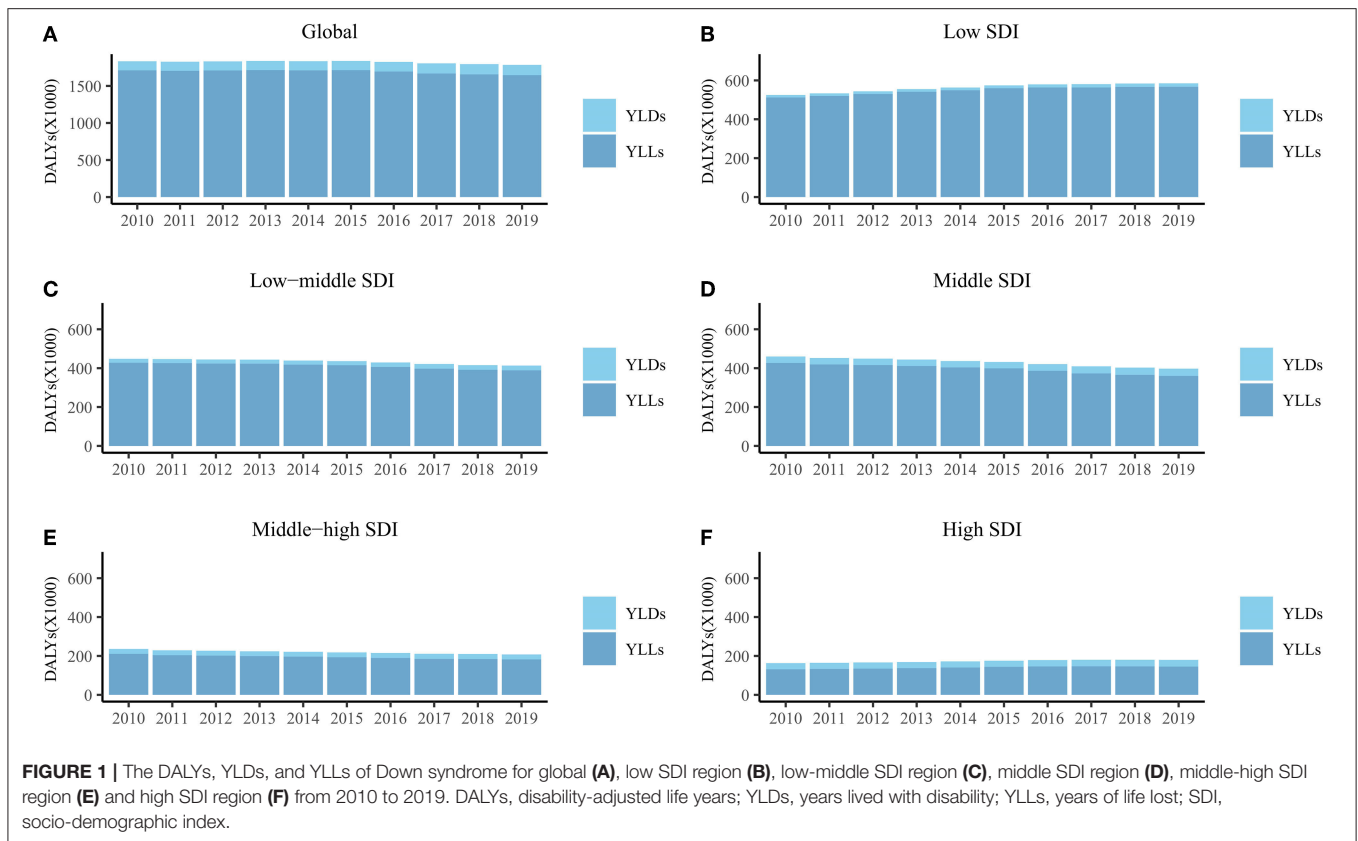 A
Global
DALYs(X1000)
1500
1000
500
0
2010 2011 2012 2013 2014 2015 2016 2017 2018 2019
YLDs
YLLs
B
Low SDI
DALYs(X1000)
600
400
200
0
2010 2011 2012 2013 2014 2015 2016 2017 2018 2019
YLDs
YLLs
C
Low−middle SDI
DALYs(X1000)
600
400
200
0
2010 2011 2012 2013 2014 2015 2016 2017 2018 2019
YLDs
YLLs
D
Middle SDI
DALYs(X1000)
600
400
200
0
2010 2011 2012 2013 2014 2015 2016 2017 2018 2019
YLDs
YLLs
E
Middle−high SDI
DALYs(X1000)
600
400
200
0
2010 2011 2012 2013 2014 2015 2016 2017 2018 2019
YLDs
YLLs
F
High SDI
DALYs(X1000)
600
400
200
0
2010 2011 2012 2013 2014 2015 2016 2017 2018 2019
YLDs
YLLs
FIGURE 1 | The DALYs, YLDs, and YLLs of Down syndrome for global (A), low SDI region (B), low-middle SDI region (C), middle SDI region (D), middle-high SDI
region (E) and high SDI region (F) from 2010 to 2019. DALYs, disability-adjusted life years; YLDs, years lived with disability; YLLs, years of life lost; SDI,
socio-demographic index.